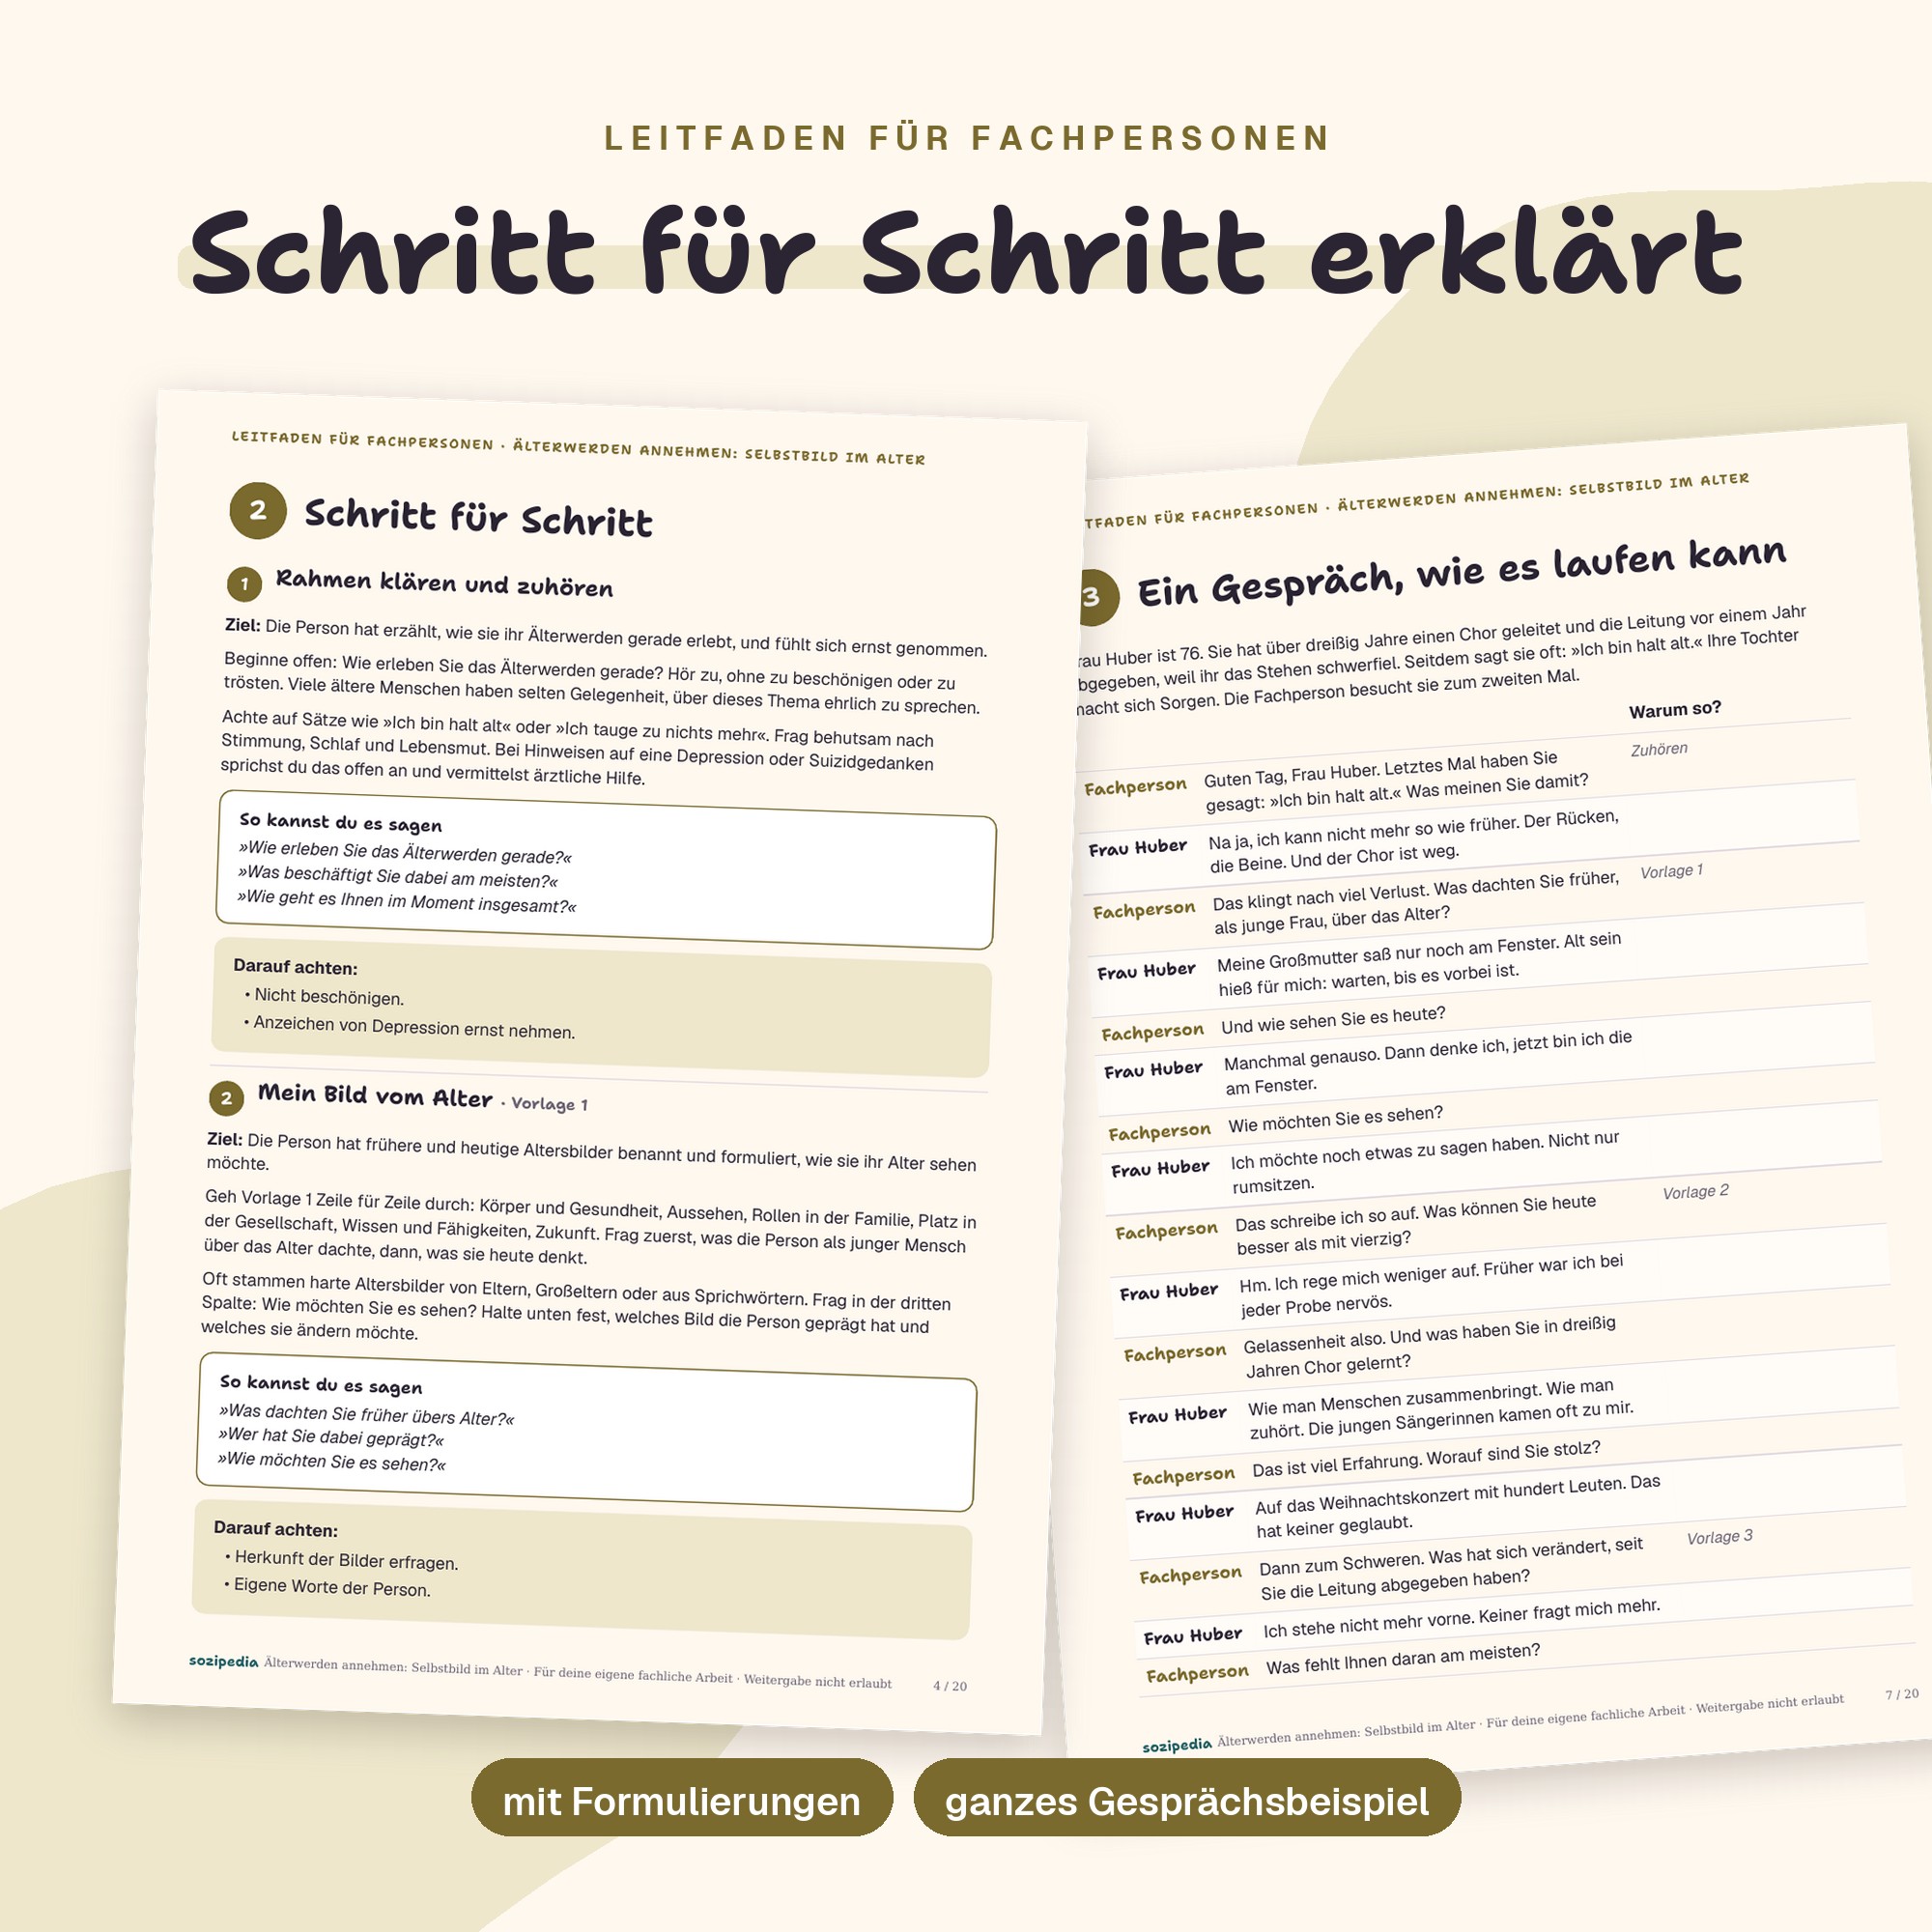 LEITFADEN FÜR FACHPERSONEN
Schritt für Schritt erklärt
LEITFADEN FÜR FACHPERSONEN · ÄLTERWERDEN ANNEHMEN: SELBSTBILD IM ALTER
2 Schritt für Schritt
1 Rahmen klären und zuhören
Ziel: Die Person hat erzählt, wie sie ihr Älterwerden gerade erlebt, und fühlt sich ernst genommen.
Beginne offen: Wie erleben Sie das Älterwerden gerade? Hör zu, ohne zu beschönigen oder zu
trösten. Viele ältere Menschen haben selten Gelegenheit, über dieses Thema ehrlich zu sprechen.
Achte auf Sätze wie »Ich bin halt alt« oder »Ich tauge zu nichts mehr«. Frag behutsam nach
Stimmung, Schlaf und Lebensmut. Bei Hinweisen auf eine Depression oder Suizidgedanken
sprichst du das offen an und vermittelst ärztliche Hilfe.
So kannst du es sagen
»Wie erleben Sie das Älterwerden gerade?«
»Was beschäftigt Sie dabei am meisten?«
»Wie geht es Ihnen im Moment insgesamt?«
Darauf achten:
• Nicht beschönigen.
• Anzeichen von Depression ernst nehmen.
2 Mein Bild vom Alter · Vorlage 1
Ziel: Die Person hat frühere und heutige Altersbilder benannt und formuliert, wie sie ihr Alter sehen
möchte.
Geh Vorlage 1 Zeile für Zeile durch: Körper und Gesundheit, Aussehen, Rollen in der Familie, Platz in
der Gesellschaft, Wissen und Fähigkeiten, Zukunft. Frag zuerst, was die Person als junger Mensch
über das Alter dachte, dann, was sie heute denkt.
Oft stammen harte Altersbilder von Eltern, Großeltern oder aus Sprichwörtern. Frag in der dritten
Spalte: Wie möchten Sie es sehen? Halte unten fest, welches Bild die Person geprägt hat und
welches sie ändern möchte.
So kannst du es sagen
»Was dachten Sie früher übers Alter?«
»Wer hat Sie dabei geprägt?«
»Wie möchten Sie es sehen?«
Darauf achten:
• Herkunft der Bilder erfragen.
• Eigene Worte der Person.
sozipedia Älterwerden annehmen: Selbstbild im Alter · Für deine eigene fachliche Arbeit · Weitergabe nicht erlaubt 4 / 20
FÜR FACHPERSONEN · ÄLTERWERDEN ANNEHMEN: SELBSTBILD IM ALTER
3 Ein Gespräch, wie es laufen kann
Huber ist 76. Sie hat über dreißig Jahre einen Chor geleitet und die Leitung vor einem Jahr
weil ihr das Stehen schwerfiel. Seitdem sagt sie oft: »Ich bin halt alt.« Ihre Tochter
sich Sorgen. Die Fachperson besucht sie zum zweiten Mal.
Warum so?
Fachperson Guten Tag, Frau Huber. Letztes Mal haben Sie Zuhören
gesagt: »Ich bin halt alt.« Was meinen Sie damit?
Frau Huber Na ja, ich kann nicht mehr so wie früher. Der Rücken,
die Beine. Und der Chor ist weg.
Fachperson Das klingt nach viel Verlust. Was dachten Sie früher, Vorlage 1
als junge Frau, über das Alter?
Frau Huber Meine Großmutter saß nur noch am Fenster. Alt sein
hieß für mich: warten, bis es vorbei ist.
Fachperson Und wie sehen Sie es heute?
Frau Huber Manchmal genauso. Dann denke ich, jetzt bin ich die
am Fenster.
Fachperson Wie möchten Sie es sehen?
Frau Huber Ich möchte noch etwas zu sagen haben. Nicht nur
rumsitzen.
Fachperson Das schreibe ich so auf. Was können Sie heute Vorlage 2
besser als mit vierzig?
Frau Huber Hm. Ich rege mich weniger auf. Früher war ich bei
jeder Probe nervös.
Fachperson Gelassenheit also. Und was haben Sie in dreißig
Jahren Chor gelernt?
Frau Huber Wie man Menschen zusammenbringt. Wie man
zuhört. Die jungen Sängerinnen kamen oft zu mir.
Fachperson Das ist viel Erfahrung. Worauf sind Sie stolz?
Frau Huber Auf das Weihnachtskonzert mit hundert Leuten. Das
hat keiner geglaubt.
Fachperson Dann zum Schweren. Was hat sich verändert, seit Vorlage 3
Sie die Leitung abgegeben haben?
Frau Huber Ich stehe nicht mehr vorne. Keiner fragt mich mehr.
Fachperson Was fehlt Ihnen daran am meisten?
sozipedia Älterwerden annehmen: Selbstbild im Alter · Für deine eigene fachliche Arbeit · Weitergabe nicht erlaubt 7 / 20
mit Formulierungen
ganzes Gesprächsbeispiel